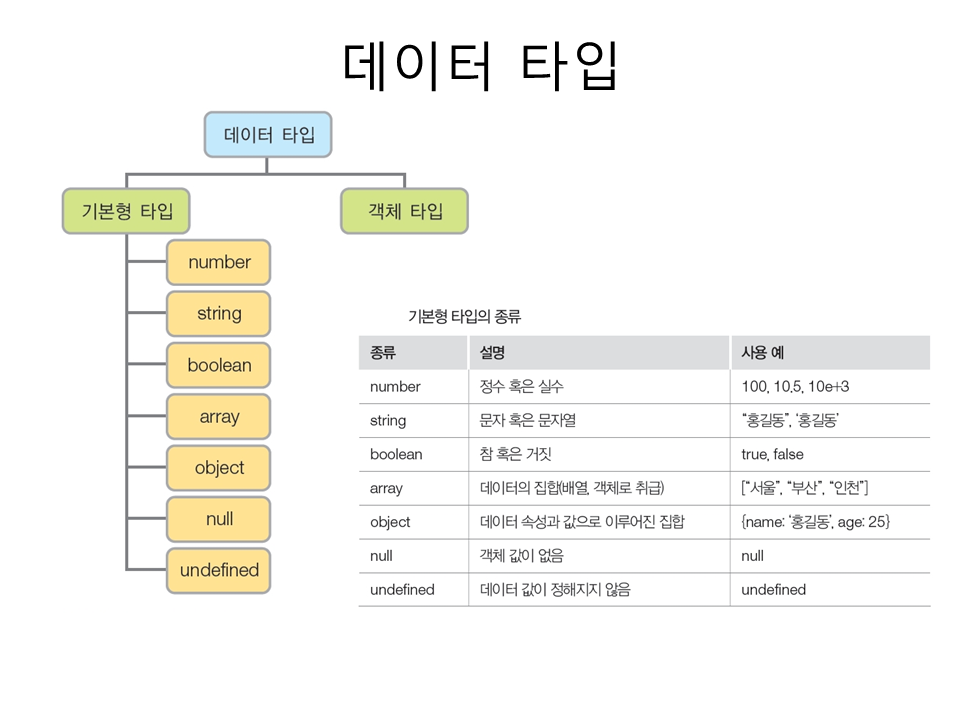 데이터 타입
데이터 타입
기본형 타입
객체 타입
number
string
boolean
array
object
null
undefined
기본형 타입의 종류
종류 설명 사용 예
number 정수 혹은 실수 100, 10.5, 10e+3
string 문자 혹은 문자열 “홍길동”, ‘홍길동’
boolean 참 혹은 거짓 true, false
array 데이터의 집합(배열, 객체로 취급) [“서울”, “부산”, “인천”]
object 데이터 속성과 값으로 이루어진 집합 {name: ‘홍길동’, age: 25}
null 객체 값이 없음 null
undefined 데이터 값이 정해지지 않음 undefined